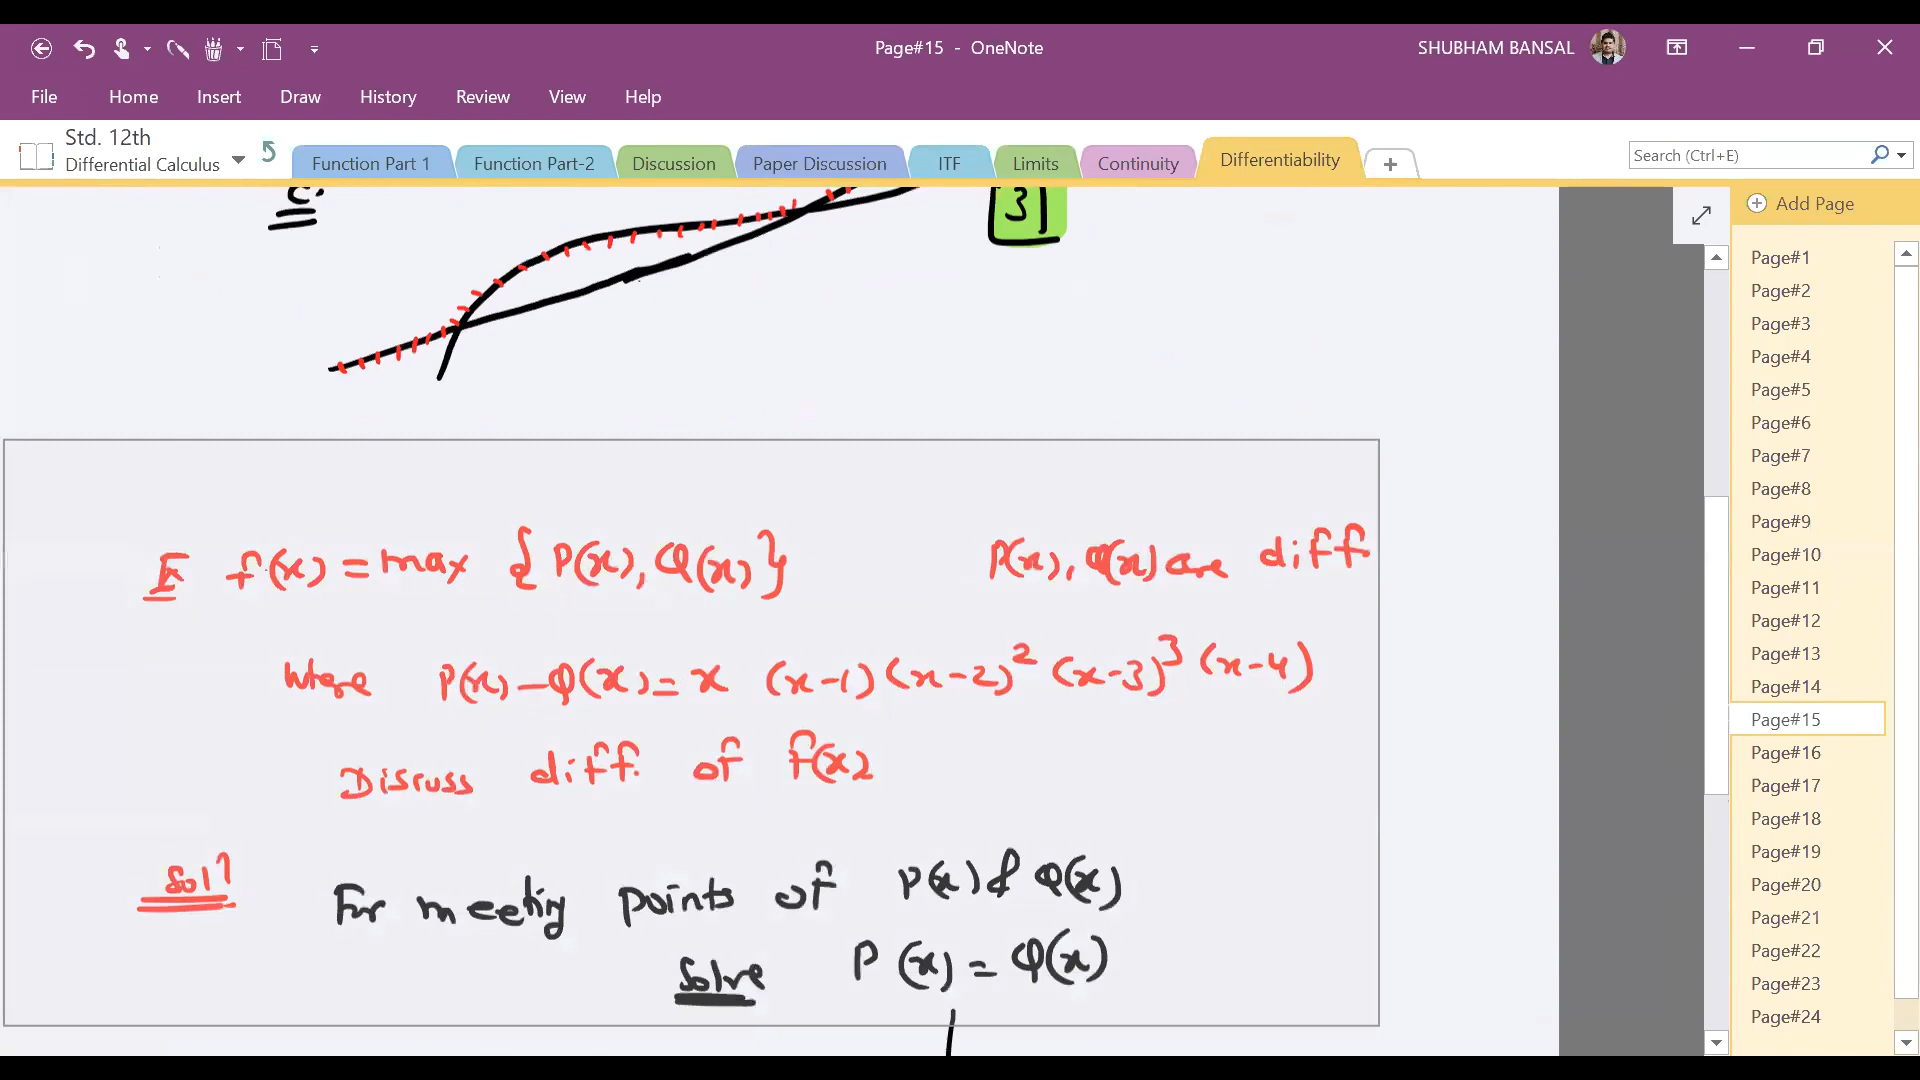 Page#15 - OneNote
SHUBHAM BANSAL
File Home Insert Draw History Review View Help
Std. 12th
Differential Calculus
Function Part 1 Function Part-2 Discussion Paper Discussion ITF Limits Continuity Differentiability
Search (Ctrl+E)
Add Page
3
E f(x) = max { P(x), Q(x) } P(x), Q(x) are diff.
where P(x) - Q(x) = x (x-1) (x-2)² (x-3)³ (x-4)
Discuss diff. of f(x)
Solⁿ For meeting points of P(x) & Q(x)
Solve P(x) = Q(x)
Page#1
Page#2
Page#3
Page#4
Page#5
Page#6
Page#7
Page#8
Page#9
Page#10
Page#11
Page#12
Page#13
Page#14
Page#15
Page#16
Page#17
Page#18
Page#19
Page#20
Page#21
Page#22
Page#23
Page#24